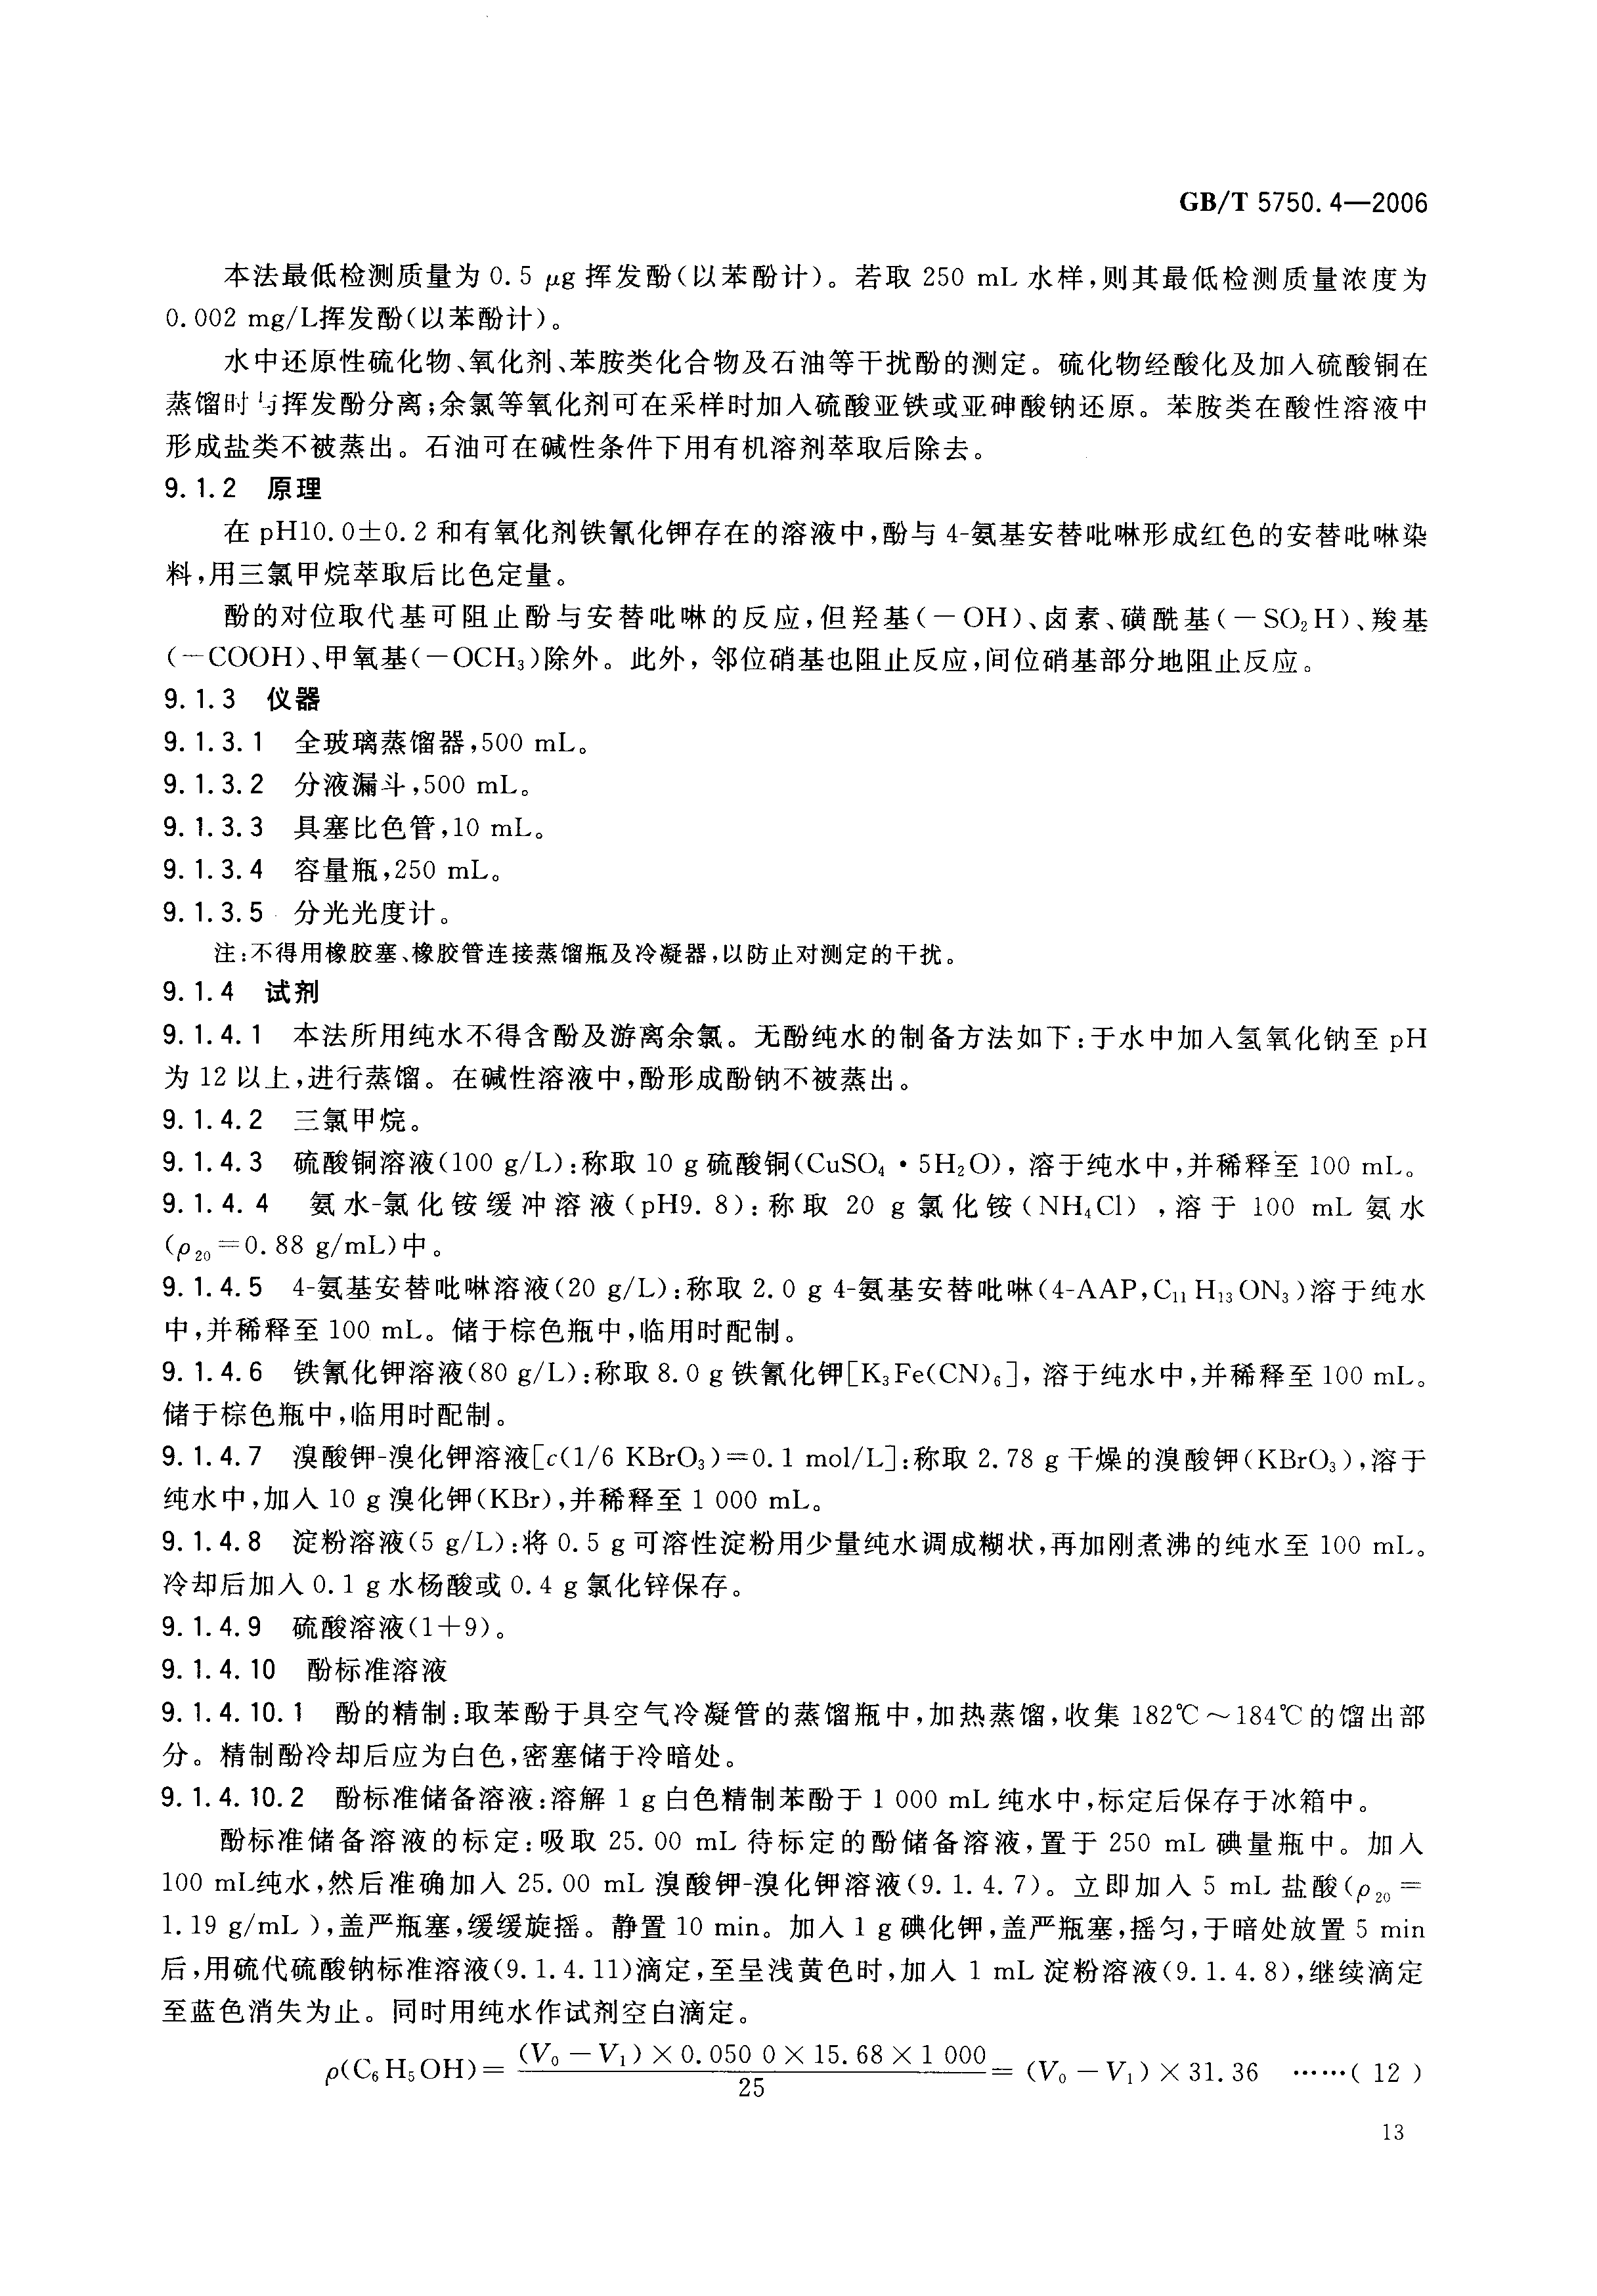 GB/T 5750.4—2006
本法最低检测质量为 0.5 μg 挥发酚(以苯酚计)。若取 250 mL 水样,则其最低检测质量浓度为
0.002 mg/L挥发酚(以苯酚计)。
水中还原性硫化物、氧化剂、苯胺类化合物及石油等干扰酚的测定。硫化物经酸化及加入硫酸铜在
蒸馏时与挥发酚分离;余氯等氧化剂可在采样时加入硫酸亚铁或亚砷酸钠还原。苯胺类在酸性溶液中
形成盐类不被蒸出。石油可在碱性条件下用有机溶剂萃取后除去。
9.1.2 原理
在 pH10.0±0.2 和有氧化剂铁氰化钾存在的溶液中,酚与 4-氨基安替吡啉形成红色的安替吡啉染
料,用三氯甲烷萃取后比色定量。
酚的对位取代基可阻止酚与安替吡啉的反应,但羟基(—OH)、卤素、磺酰基(—SO₂H)、羧基
(—COOH)、甲氧基(—OCH₃)除外。此外,邻位硝基也阻止反应,间位硝基部分地阻止反应。
9.1.3 仪器
9.1.3.1 全玻璃蒸馏器,500 mL。
9.1.3.2 分液漏斗,500 mL。
9.1.3.3 具塞比色管,10 mL。
9.1.3.4 容量瓶,250 mL。
9.1.3.5 分光光度计。
注:不得用橡胶塞、橡胶管连接蒸馏瓶及冷凝器,以防止对测定的干扰。
9.1.4 试剂
9.1.4.1 本法所用纯水不得含酚及游离余氯。无酚纯水的制备方法如下:于水中加入氢氧化钠至 pH
为 12 以上,进行蒸馏。在碱性溶液中,酚形成酚钠不被蒸出。
9.1.4.2 三氯甲烷。
9.1.4.3 硫酸铜溶液(100 g/L):称取 10 g 硫酸铜(CuSO₄·5H₂O),溶于纯水中,并稀释至 100 mL。
9.1.4.4 氨水-氯化铵缓冲溶液(pH9.8):称取 20 g 氯化铵(NH₄Cl),溶于 100 mL 氨水
(ρ₂₀=0.88 g/mL)中。
9.1.4.5 4-氨基安替吡啉溶液(20 g/L):称取 2.0 g 4-氨基安替吡啉(4-AAP,C₁₁H₁₃ON₃)溶于纯水
中,并稀释至 100 mL。储于棕色瓶中,临用时配制。
9.1.4.6 铁氰化钾溶液(80 g/L):称取 8.0 g 铁氰化钾[K₃Fe(CN)₆],溶于纯水中,并稀释至 100 mL。
储于棕色瓶中,临用时配制。
9.1.4.7 溴酸钾-溴化钾溶液[c(1/6 KBrO₃)=0.1 mol/L]:称取 2.78 g 干燥的溴酸钾(KBrO₃),溶于
纯水中,加入 10 g 溴化钾(KBr),并稀释至 1 000 mL。
9.1.4.8 淀粉溶液(5 g/L):将 0.5 g 可溶性淀粉用少量纯水调成糊状,再加刚煮沸的纯水至 100 mL。
冷却后加入 0.1 g 水杨酸或 0.4 g 氯化锌保存。
9.1.4.9 硫酸溶液(1+9)。
9.1.4.10 酚标准溶液
9.1.4.10.1 酚的精制:取苯酚于具空气冷凝管的蒸馏瓶中,加热蒸馏,收集 182℃～184℃的馏出部
分。精制酚冷却后应为白色,密塞储于冷暗处。
9.1.4.10.2 酚标准储备溶液:溶解 1 g 白色精制苯酚于 1 000 mL 纯水中,标定后保存于冰箱中。
酚标准储备溶液的标定:吸取 25.00 mL 待标定的酚储备溶液,置于 250 mL 碘量瓶中。加入
100 mL纯水,然后准确加入 25.00 mL 溴酸钾-溴化钾溶液(9.1.4.7)。立即加入 5 mL 盐酸(ρ₂₀=
1.19 g/mL),盖严瓶塞,缓缓旋摇。静置 10 min。加入 1 g 碘化钾,盖严瓶塞,摇匀,于暗处放置 5 min
后,用硫代硫酸钠标准溶液(9.1.4.11)滴定,至呈浅黄色时,加入 1 mL 淀粉溶液(9.1.4.8),继续滴定
至蓝色消失为止。同时用纯水作试剂空白滴定。
ρ(C₆H₅OH)= (V₀−V₁)×0.050 0×15.68×1 000 / 25 = (V₀−V₁)×31.36 ……( 12 )
13